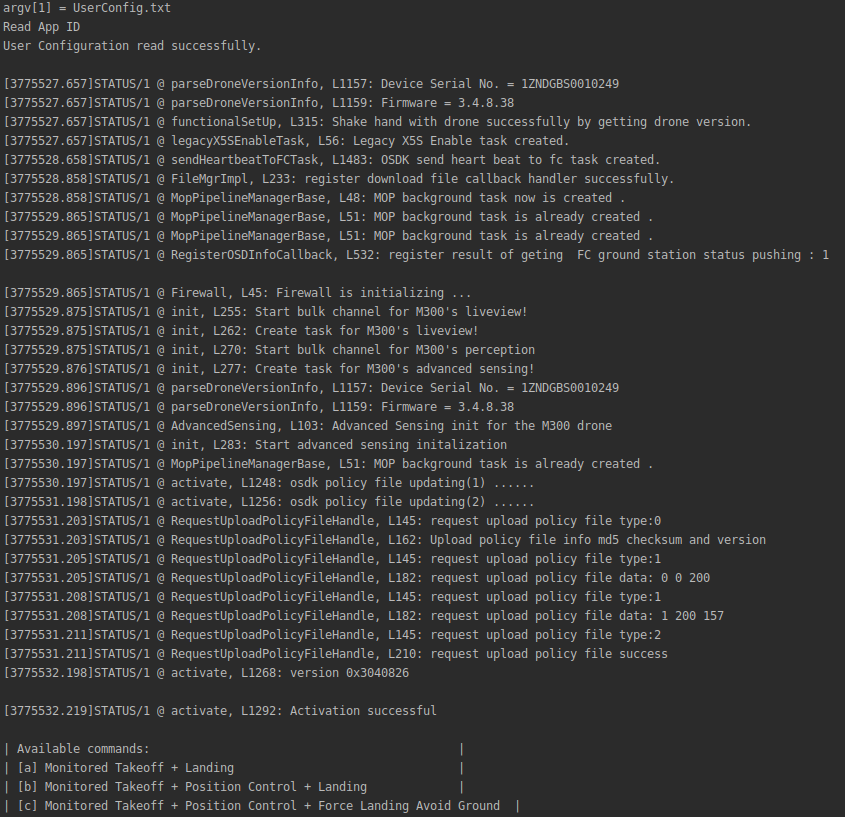 argv[1] = UserConfig.txt
Read App ID
User Configuration read successfully.
[3775527.657]STATUS/1 @ parseDroneVersionInfo, L1157: Device Serial No. = 1ZNDGBS0010249
[3775527.657]STATUS/1 @ parseDroneVersionInfo, L1159: Firmware = 3.4.8.38
[3775527.657]STATUS/1 @ functionalSetUp, L315: Shake hand with drone successfully by getting drone version.
[3775527.657]STATUS/1 @ legacyX5SEnableTask, L56: Legacy X5S Enable task created.
[3775528.658]STATUS/1 @ sendHeartbeatToFCTask, L1483: OSDK send heart beat to fc task created.
[3775528.858]STATUS/1 @ FileMgrImpl, L233: register download file callback handler successfully.
[3775528.858]STATUS/1 @ MopPipelineManagerBase, L48: MOP background task now is created .
[3775529.865]STATUS/1 @ MopPipelineManagerBase, L51: MOP background task is already created .
[3775529.865]STATUS/1 @ MopPipelineManagerBase, L51: MOP background task is already created .
[3775529.865]STATUS/1 @ RegisterOSDInfoCallback, L532: register result of geting  FC ground station status pushing : 1
[3775529.865]STATUS/1 @ Firewall, L45: Firewall is initializing ...
[3775529.875]STATUS/1 @ init, L255: Start bulk channel for M300's liveview!
[3775529.875]STATUS/1 @ init, L262: Create task for M300's liveview!
[3775529.875]STATUS/1 @ init, L270: Start bulk channel for M300's perception
[3775529.876]STATUS/1 @ init, L277: Create task for M300's advanced sensing!
[3775529.896]STATUS/1 @ parseDroneVersionInfo, L1157: Device Serial No. = 1ZNDGBS0010249
[3775529.896]STATUS/1 @ parseDroneVersionInfo, L1159: Firmware = 3.4.8.38
[3775529.897]STATUS/1 @ AdvancedSensing, L103: Advanced Sensing init for the M300 drone
[3775530.197]STATUS/1 @ init, L283: Start advanced sensing initalization
[3775530.197]STATUS/1 @ MopPipelineManagerBase, L51: MOP background task is already created .
[3775530.197]STATUS/1 @ activate, L1248: osdk policy file updating(1) ......
[3775531.198]STATUS/1 @ activate, L1256: osdk policy file updating(2) ......
[3775531.203]STATUS/1 @ RequestUploadPolicyFileHandle, L145: request upload policy file type:0
[3775531.203]STATUS/1 @ RequestUploadPolicyFileHandle, L162: Upload policy file info md5 checksum and version
[3775531.205]STATUS/1 @ RequestUploadPolicyFileHandle, L145: request upload policy file type:1
[3775531.205]STATUS/1 @ RequestUploadPolicyFileHandle, L182: request upload policy file data: 0 0 200
[3775531.208]STATUS/1 @ RequestUploadPolicyFileHandle, L145: request upload policy file type:1
[3775531.208]STATUS/1 @ RequestUploadPolicyFileHandle, L182: request upload policy file data: 1 200 157
[3775531.211]STATUS/1 @ RequestUploadPolicyFileHandle, L145: request upload policy file type:2
[3775531.211]STATUS/1 @ RequestUploadPolicyFileHandle, L210: request upload policy file success
[3775532.198]STATUS/1 @ activate, L1268: version 0x3040826
[3775532.219]STATUS/1 @ activate, L1292: Activation successful
| Available commands: |
| [a] Monitored Takeoff + Landing |
| [b] Monitored Takeoff + Position Control + Landing |
| [c] Monitored Takeoff + Position Control + Force Landing Avoid Ground |